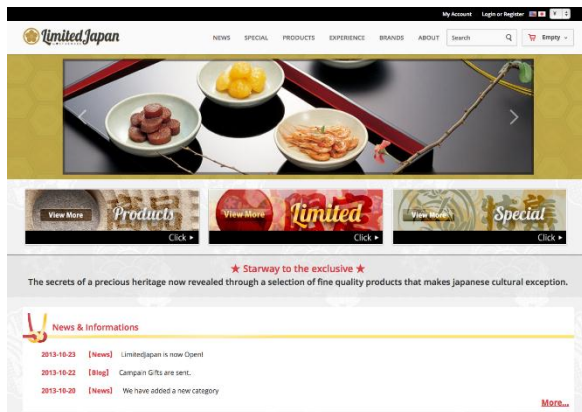 My Account Login or Register ¥
Limited Japan
NEWS SPECIAL PRODUCTS EXPERIENCE BRANDS ABOUT Search Empty
View More Products
Click
View More Limited
Click
View More Special
Click
★ Starway to the exclusive ★
The secrets of a precious heritage now revealed through a selection of fine quality products that makes japanese cultural exception.
News & Informations
2013-10-23 【News】 LimitedJapan is now Open!
2013-10-22 【Blog】 Campain Gifts are sent.
2013-10-20 【News】 We have added a new category
More...